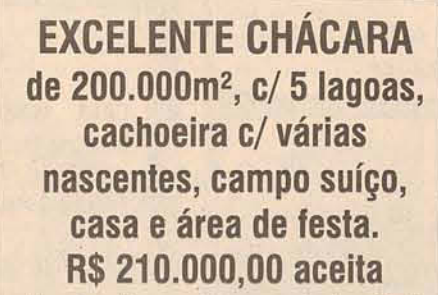 EXCELENTE CHÁCARA
de 200.000m², c/ 5 lagoas,
cachoeira c/ várias
nascentes, campo suíço,
casa e área de festa.
R$ 210.000,00 aceita